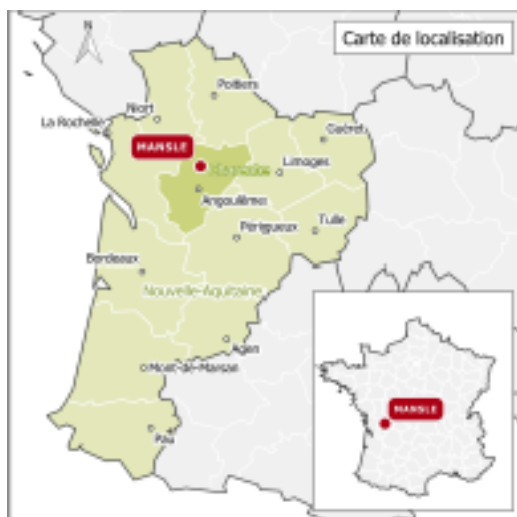 N
Carte de localisation
Poitiers
Niort
La Rochelle
Guéret
MANSLE
Charente
Limoges
Angoulême
Tulle
Périgueux
Bordeaux
Nouvelle-Aquitaine
Agen
Mont-de-Marsan
Pau
MANSLE